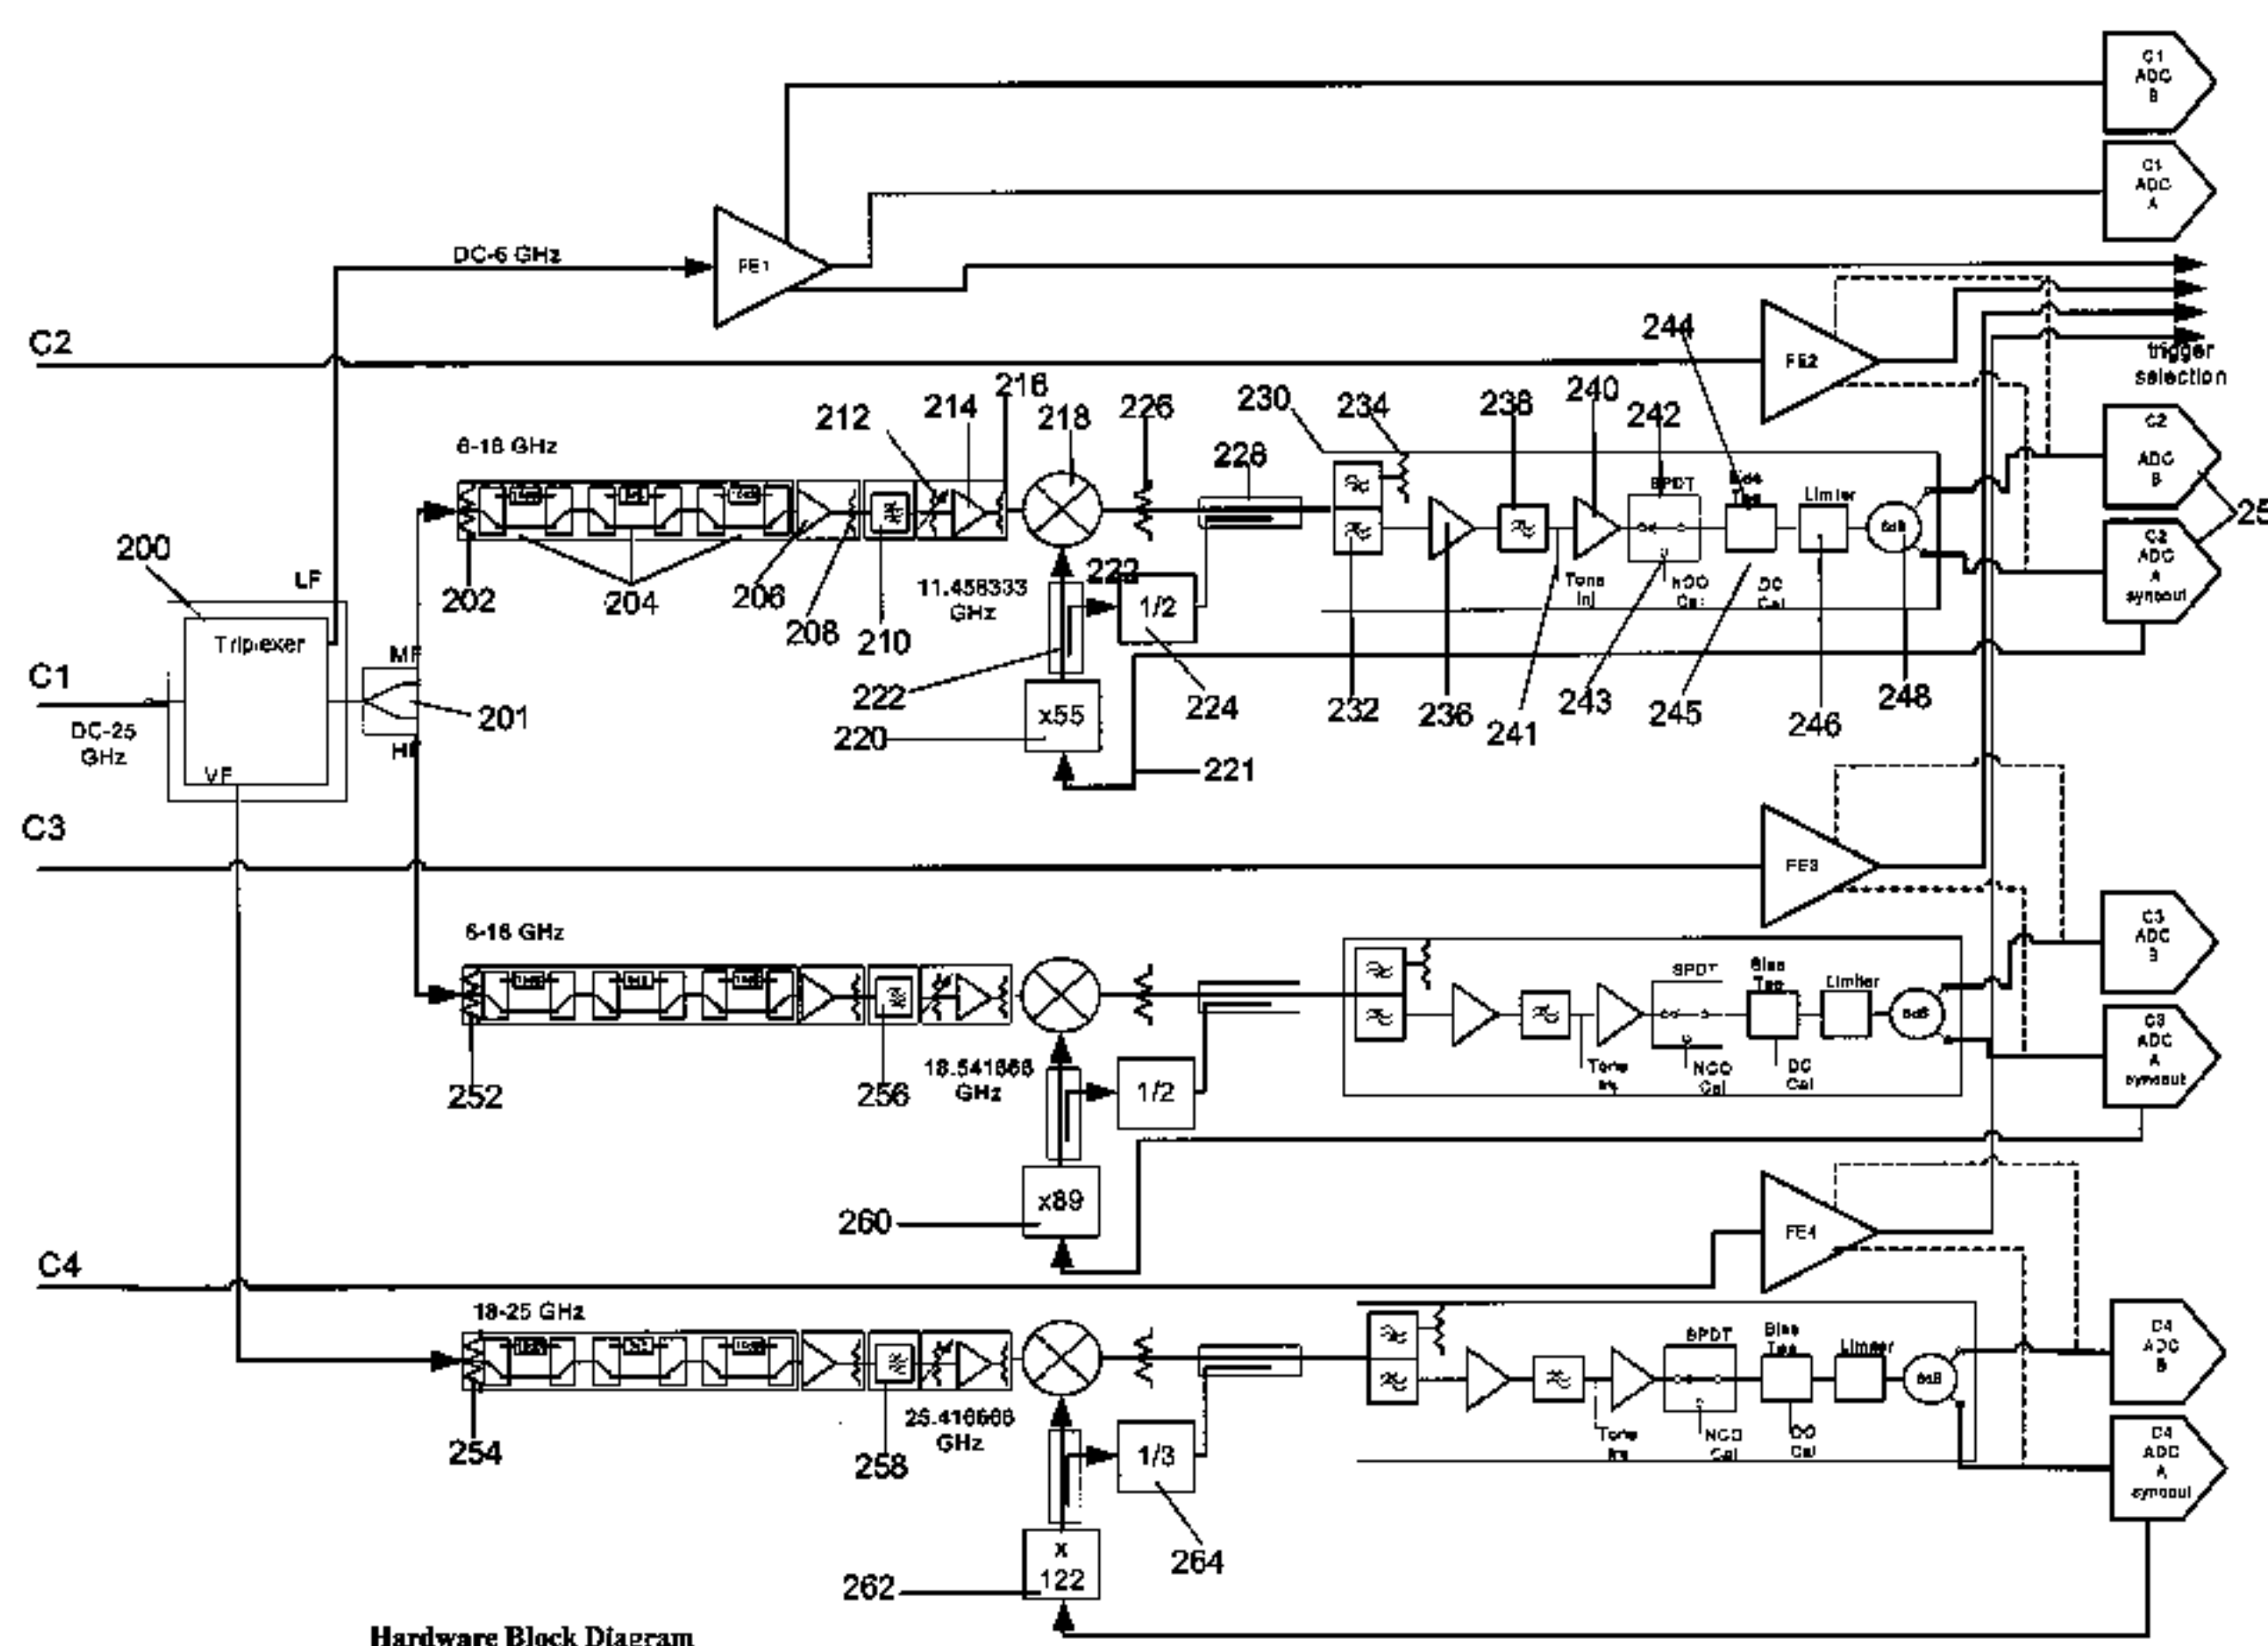 C1
ADC
B
C1
ADC
A
DC-6 GHz
FE1
C2
FE2
trigger
selection
244
216
212
214
218
226
230
234
238
240
242
228
6-18 GHz
C2
ADC
B
SPDT
Limiter
25
C2
ADC
A
syncout
200
LF
202
204
206
208
210
11.458333
GHz
222
1/2
Tone
Inj
DC
Cal
Triplexer
MF
C1
DC-25
GHz
201
HF
VF
222
224
232
236
241
243
245
246
248
x55
220
221
C3
FE3
6-18 GHz
C3
ADC
B
SPDT
Bias
Tee
Limiter
6dB
C3
ADC
A
syncout
252
256
18.541666
GHz
1/2
Tone
Inj
NCO
Cal
DC
Cal
x89
260
FE4
C4
18-25 GHz
C4
ADC
B
SPDT
Bias
Tee
Limiter
6dB
C4
ADC
A
syncout
254
258
25.416666
GHz
1/3
Tone
Inj
NCO
Cal
DC
Cal
264
x
122
262
Hardware Block Diagram